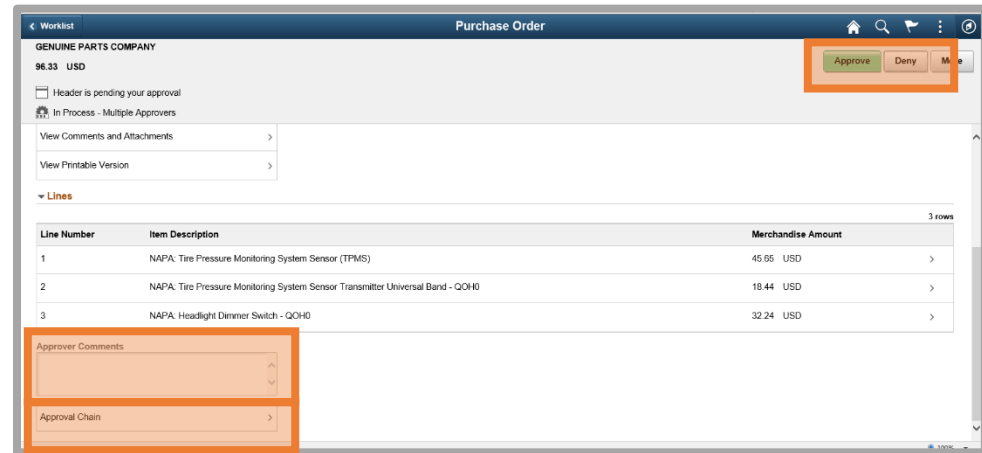 Worklist
Purchase Order
GENUINE PARTS COMPANY
96.33 USD
Approve Deny More
Header is pending your approval
In Process - Multiple Approvers
View Comments and Attachments
View Printable Version
Lines
3 rows
Line Number Item Description Merchandise Amount
1 NAPA: Tire Pressure Monitoring System Sensor (TPMS) 45.65 USD
2 NAPA: Tire Pressure Monitoring System Sensor Transmitter Universal Band - QOH0 18.44 USD
3 NAPA: Headlight Dimmer Switch - QOH0 32.24 USD
Approver Comments
Approval Chain
100%